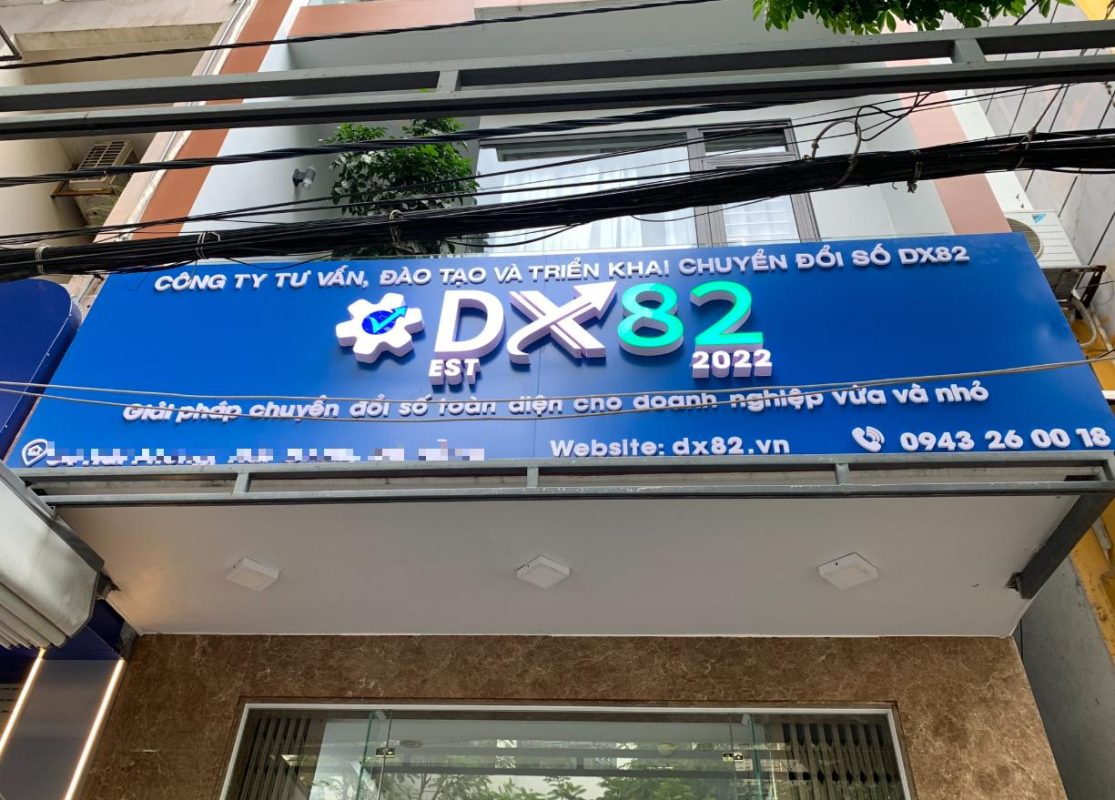 CÔNG TY TƯ VẤN, ĐÀO TẠO VÀ TRIỂN KHAI CHUYỂN ĐỔI SỐ DX82
DX82
EST 2022
Giải pháp chuyển đổi số toàn diện cho doanh nghiệp vừa và nhỏ
Website: dx82.vn 0943 26 00 18